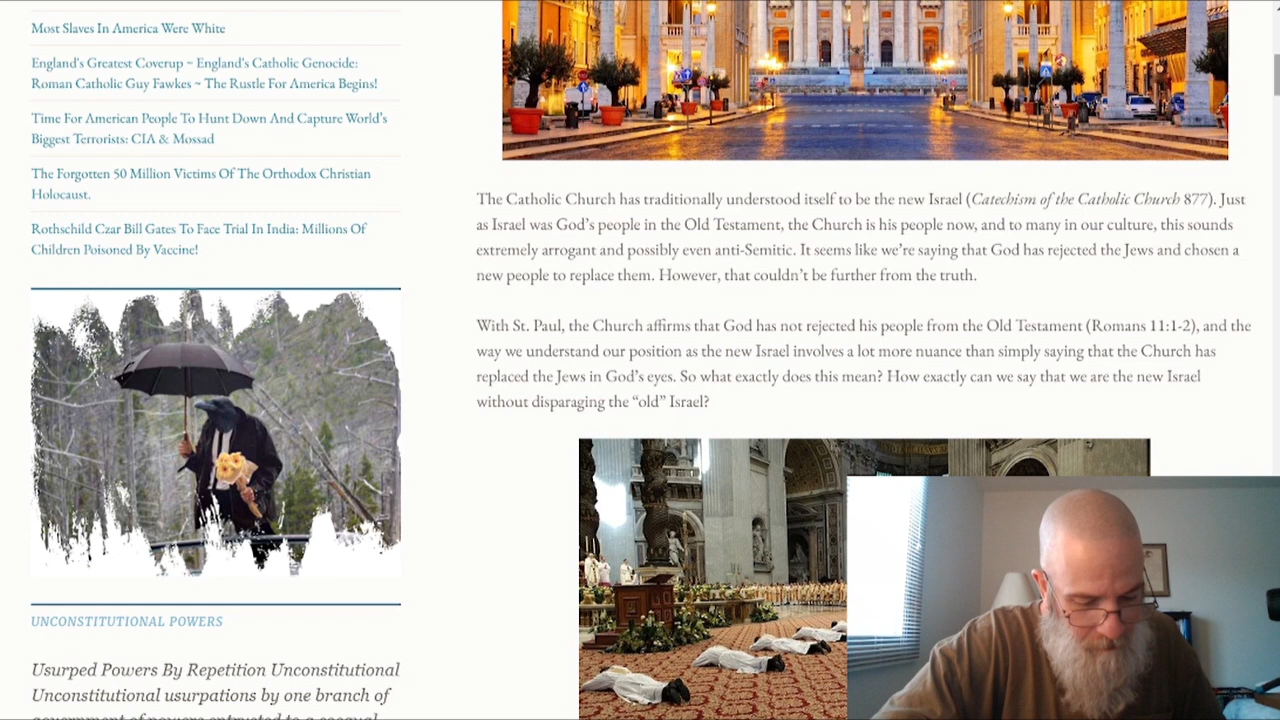 Most Slaves In America Were White
England's Greatest Coverup ~ England's Catholic Genocide:
Roman Catholic Guy Fawkes ~ The Rustle For America Begins!
Time For American People To Hunt Down And Capture World's
Biggest Terrorists: CIA & Mossad
The Forgotten 50 Million Victims Of The Orthodox Christian
Holocaust.
Rothschild Czar Bill Gates To Face Trial In India: Millions Of
Children Poisoned By Vaccine!
UNCONSTITUTIONAL POWERS
Usurped Powers By Repetition Unconstitutional
Unconstitutional usurpations by one branch of
government of powers entrusted to a coequal
The Catholic Church has traditionally understood itself to be the new Israel (Catechism of the Catholic Church 877). Just
as Israel was God’s people in the Old Testament, the Church is his people now, and to many in our culture, this sounds
extremely arrogant and possibly even anti-Semitic. It seems like we’re saying that God has rejected the Jews and chosen a
new people to replace them. However, that couldn’t be further from the truth.
With St. Paul, the Church affirms that God has not rejected his people from the Old Testament (Romans 11:1-2), and the
way we understand our position as the new Israel involves a lot more nuance than simply saying that the Church has
replaced the Jews in God’s eyes. So what exactly does this mean? How exactly can we say that we are the new Israel
without disparaging the “old” Israel?